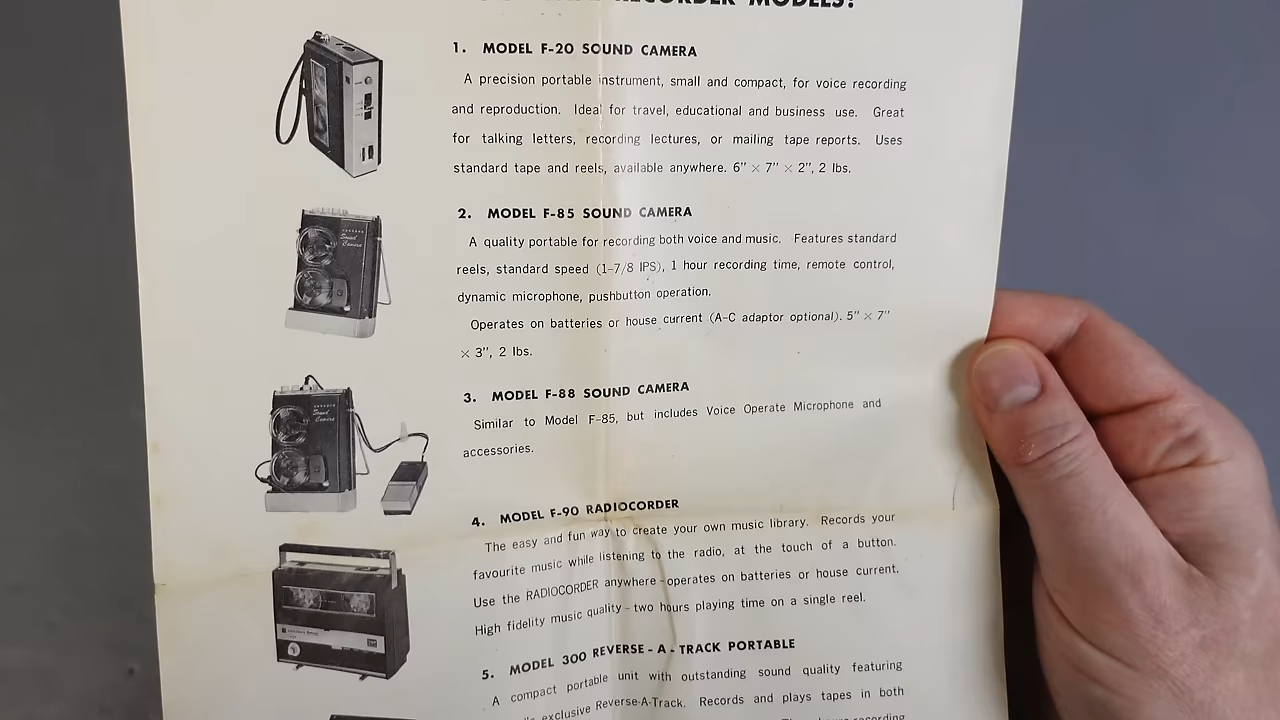 RECORDER MODELS!
1. MODEL F-20 SOUND CAMERA
A precision portable instrument, small and compact, for voice recording
and reproduction. Ideal for travel, educational and business use. Great
for talking letters, recording lectures, or mailing tape reports. Uses
standard tape and reels, available anywhere. 6" × 7" × 2", 2 lbs.
2. MODEL F-85 SOUND CAMERA
A quality portable for recording both voice and music. Features standard
reels, standard speed (1-7/8 IPS), 1 hour recording time, remote control,
dynamic microphone, pushbutton operation.
Operates on batteries or house current (A-C adaptor optional). 5" × 7"
× 3", 2 lbs.
Sound
Camera
3. MODEL F-88 SOUND CAMERA
Similar to Model F-85, but includes Voice Operate Microphone and
accessories.
Sound
Camera
4. MODEL F-90 RADIOCORDER
The easy and fun way to create your own music library. Records your
favourite music while listening to the radio, at the touch of a button.
Use the RADIOCORDER anywhere - operates on batteries or house current.
High fidelity music quality - two hours playing time on a single reel.
5. MODEL 300 REVERSE - A - TRACK PORTABLE
A compact portable unit with outstanding sound quality featuring
exclusive Reverse-A-Track. Records and plays tapes in both
recording